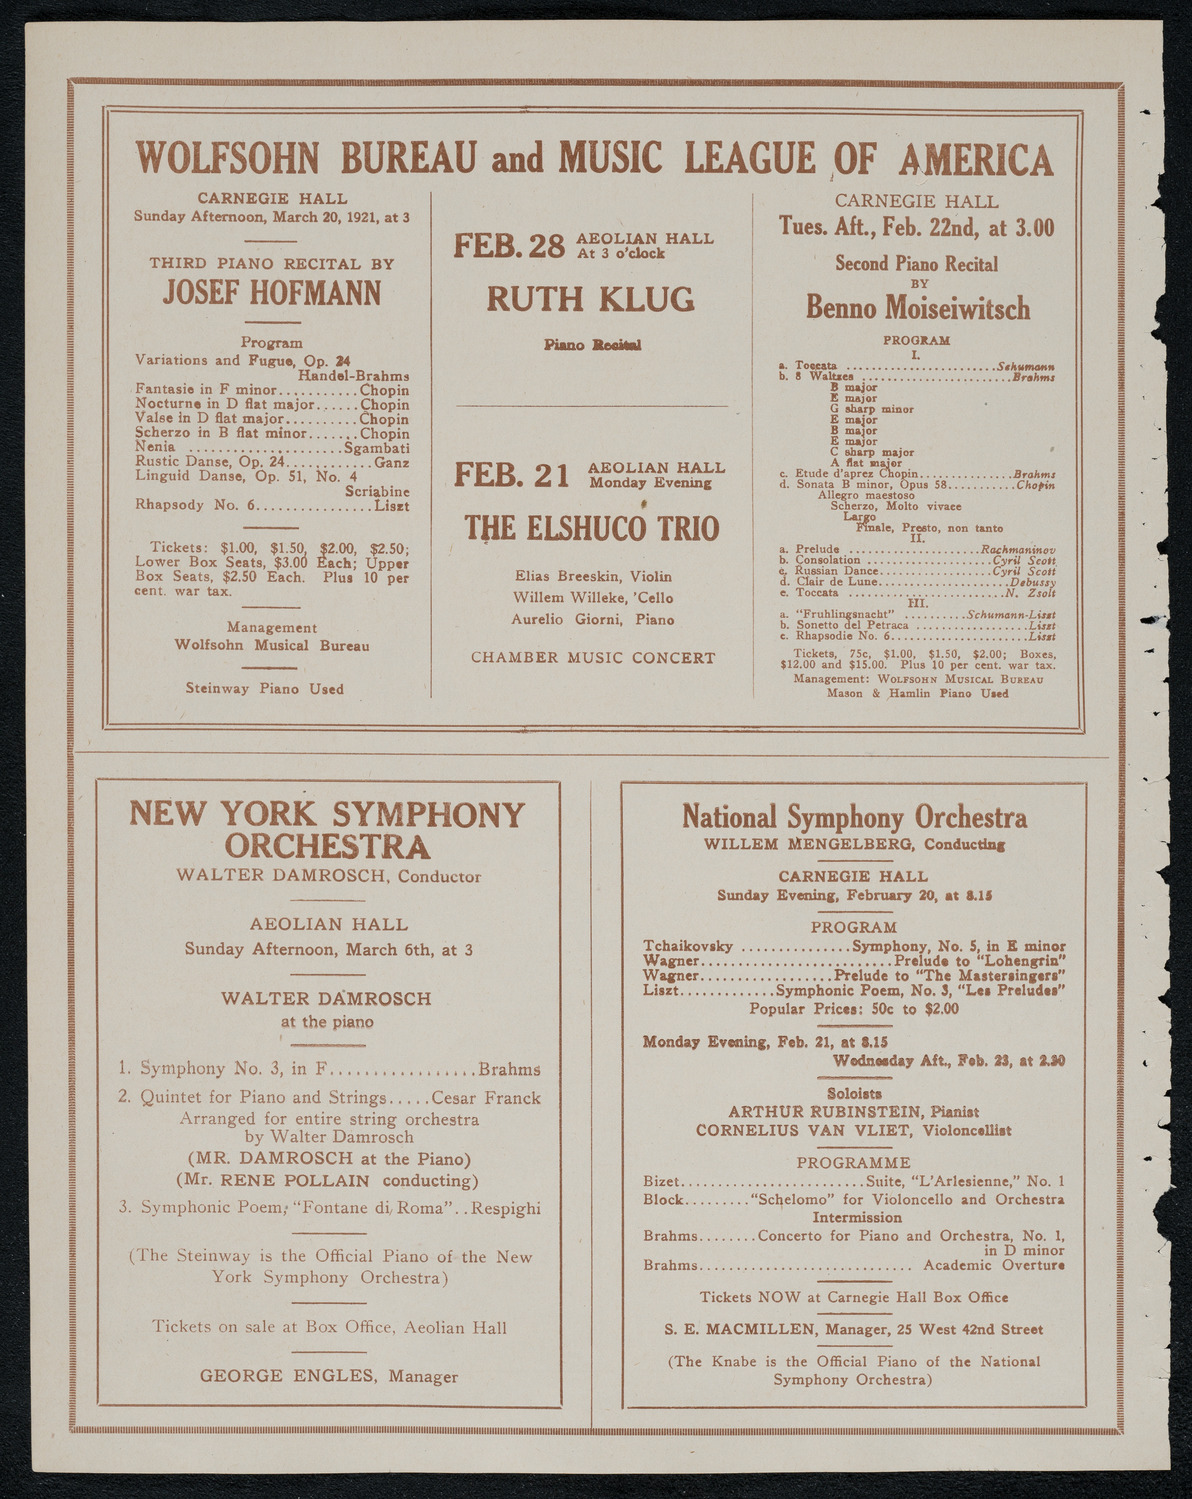 WOLFSOHN BUREAU and MUSIC LEAGUE OF AMERICA
CARNEGIE HALL
Sunday Afternoon, March 20, 1921, at 3
THIRD PIANO RECITAL BY
JOSEF HOFMANN
Program
Variations and Fugue, Op. 24
Handel-Brahms
Fantasie in F minor...........Chopin
Nocturne in D flat major......Chopin
Valse in D flat major..........Chopin
Scherzo in B flat minor.......Chopin
Nenia .....................Sgambati
Rustic Danse, Op. 24............Ganz
Linguid Danse, Op. 51, No. 4
Scriabine
Rhapsody No. 6................Liszt
Tickets: $1.00, $1.50, $2.00, $2.50;
Lower Box Seats, $3.00 Each; Upper
Box Seats, $2.50 Each. Plus 10 per
cent. war tax.
Management
Wolfsohn Musical Bureau
Steinway Piano Used
FEB. 28 AEOLIAN HALL
At 3 o'clock
RUTH KLUG
Piano Recital
FEB. 21 AEOLIAN HALL
Monday Evening
THE ELSHUCO TRIO
Elias Breeskin, Violin
Willem Willeke, 'Cello
Aurelio Giorni, Piano
CHAMBER MUSIC CONCERT
CARNEGIE HALL
Tues. Aft., Feb. 22nd, at 3.00
Second Piano Recital
BY
Benno Moiseiwitsch
PROGRAM
I.
a. Toccata ........................Schumann
b. 8 Waltzes ........................Brahms
B major
E major
G sharp minor
E major
B major
E major
C sharp major
A flat major
c. Etude d'aprez Chopin...............Brahms
d. Sonata B minor, Opus 58...........Chopin
Allegro maestoso
Scherzo, Molto vivace
Largo
Finale, Presto, non tanto
II.
a. Prelude .....................Rachmaninov
b. Consolation ....................Cyril Scott
c. Russian Dance..................Cyril Scott
d. Clair de Lune.....................Debussy
e. Toccata .........................N. Zsolt
III.
a. "Fruhlingsnacht" ..........Schumann-Liszt
b. Sonetto del Petraca ..................Liszt
c. Rhapsodie No. 6......................Liszt
Tickets, 75c, $1.00, $1.50, $2.00; Boxes,
$12.00 and $15.00. Plus 10 per cent. war tax.
Management: WOLFSOHN MUSICAL BUREAU
Mason & Hamlin Piano Used
NEW YORK SYMPHONY
ORCHESTRA
WALTER DAMROSCH, Conductor
AEOLIAN HALL
Sunday Afternoon, March 6th, at 3
WALTER DAMROSCH
at the piano
1. Symphony No. 3, in F.................Brahms
2. Quintet for Piano and Strings.....Cesar Franck
Arranged for entire string orchestra
by Walter Damrosch
(MR. DAMROSCH at the Piano)
(Mr. RENE POLLAIN conducting)
3. Symphonic Poem, "Fontane di Roma"..Respighi
(The Steinway is the Official Piano of the New
York Symphony Orchestra)
Tickets on sale at Box Office, Aeolian Hall
GEORGE ENGLES, Manager
National Symphony Orchestra
WILLEM MENGELBERG, Conducting
CARNEGIE HALL
Sunday Evening, February 20, at 8.15
PROGRAM
Tchaikovsky ...............Symphony, No. 5, in E minor
Wagner.........................Prelude to "Lohengrin"
Wagner.................Prelude to "The Mastersingers"
Liszt............Symphonic Poem, No. 3, "Les Preludes"
Popular Prices: 50c to $2.00
Monday Evening, Feb. 21, at 8.15
Wednesday Aft., Feb. 23, at 2.30
Soloists
ARTHUR RUBINSTEIN, Pianist
CORNELIUS VAN VLIET, Violoncellist
PROGRAMME
Bizet........................Suite, "L'Arlesienne," No. 1
Block.........“Schelomo” for Violoncello and Orchestra
Intermission
Brahms........Concerto for Piano and Orchestra, No. 1,
in D minor
Brahms............................ Academic Overture
Tickets NOW at Carnegie Hall Box Office
S. E. MACMILLEN, Manager, 25 West 42nd Street
(The Knabe is the Official Piano of the National
Symphony Orchestra)